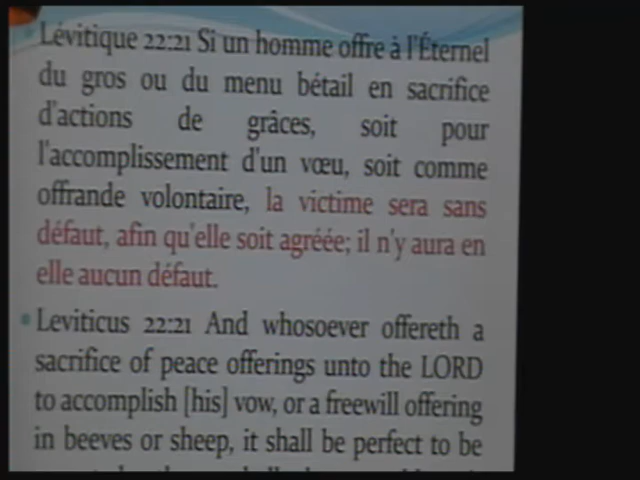 Lévitique 22:21 Si un homme offre à l'Éternel
du gros ou du menu bétail en sacrifice
d'actions de grâces, soit pour
l'accomplissement d'un vœu, soit comme
offrande volontaire, la victime sera sans
défaut, afin qu'elle soit agréée; il n'y aura en
elle aucun défaut.
Leviticus 22:21 And whosoever offereth a
sacrifice of peace offerings unto the LORD
to accomplish [his] vow, or a freewill offering
in beeves or sheep, it shall be perfect to be